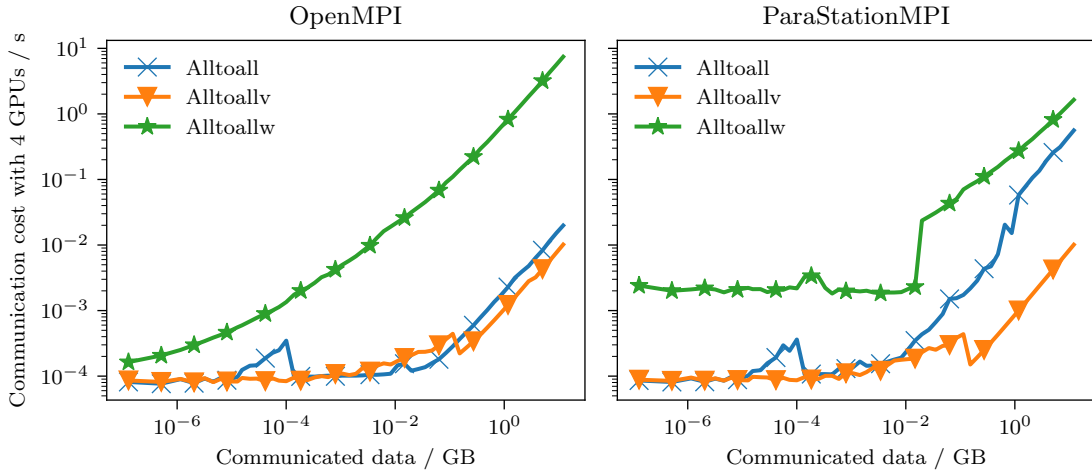 OpenMPI
ParaStationMPI
Communication cost with 4 GPUs / s
10^1
10^0
10^-1
10^-2
10^-3
10^-4
Alltoall
Alltoallv
Alltoallw
Alltoall
Alltoallv
Alltoallw
10^-6
10^-4
10^-2
10^0
10^-6
10^-4
10^-2
10^0
Communicated data / GB
Communicated data / GB